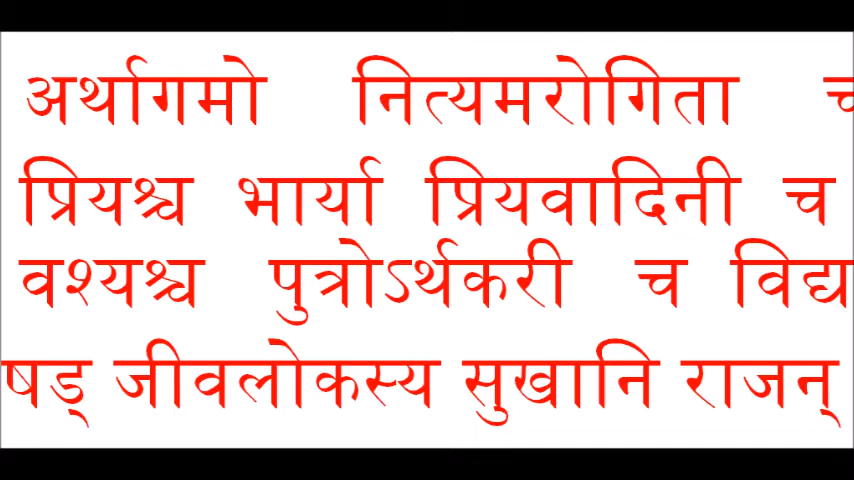 अर्थागमो नित्यमरोगिता च
प्रियश्च भार्या प्रियवादिनी च
वश्यश्च पुत्रोऽर्थकरी च विद्य
षड् जीवलोकस्य सुखानि राजन्